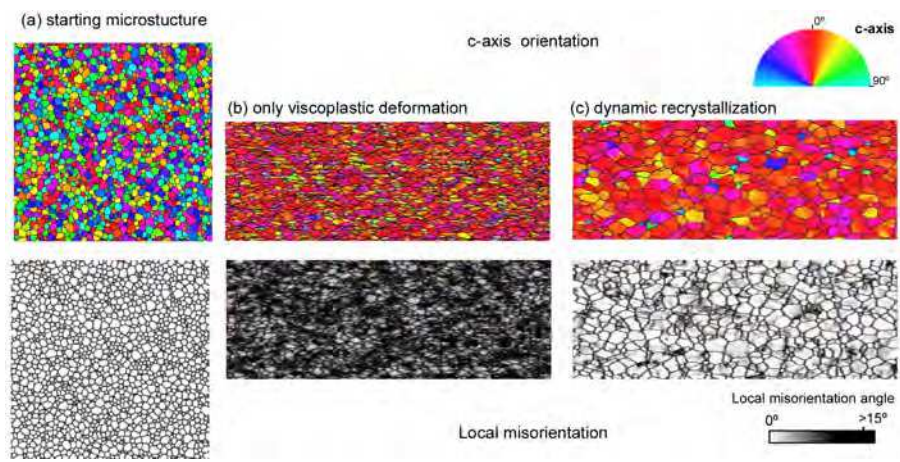 (a) starting microstucture
c-axis orientation
0º
c-axis
90º
(b) only viscoplastic deformation
(c) dynamic recrystallization
Local misorientation angle
0º
>15º
Local misorientation